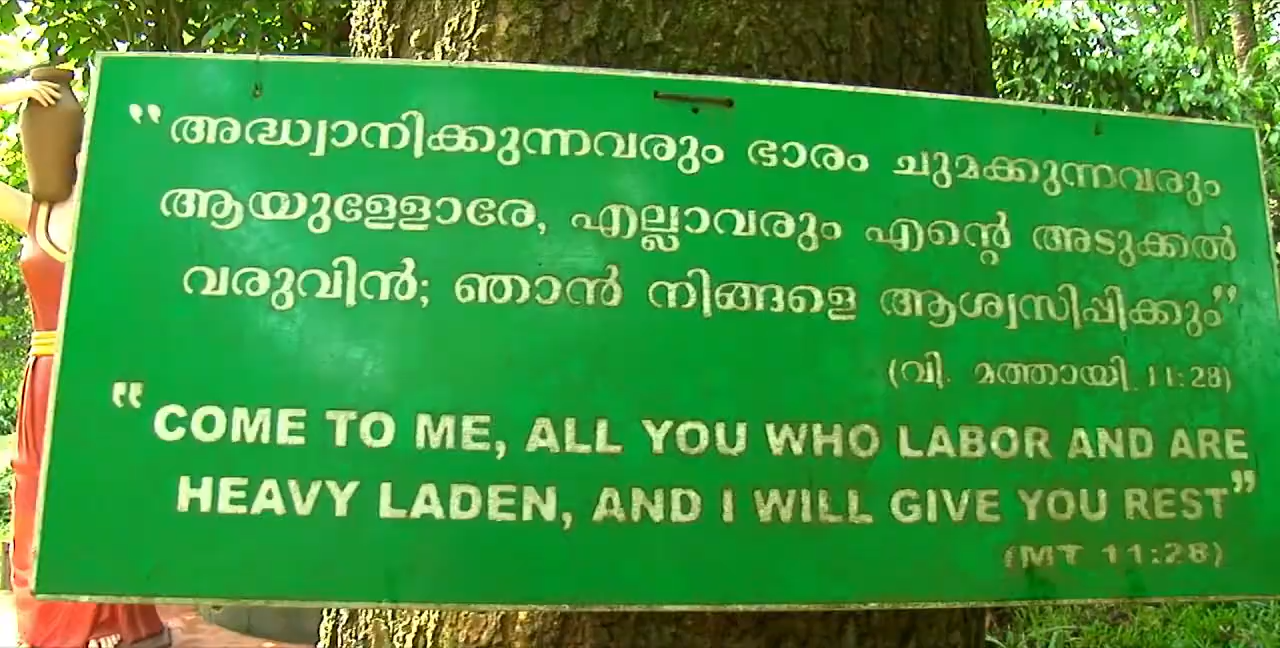 "അദ്ധ്വാനിക്കുന്നവരും ഭാരം ചുമക്കുന്നവരും
ആയുള്ളോരേ, എല്ലാവരും എന്റെ അടുക്കൽ
വരുവിൻ; ഞാൻ നിങ്ങളെ ആശ്വസിപ്പിക്കും"
(വി. മത്തായി. 11:28)
"COME TO ME, ALL YOU WHO LABOR AND ARE
HEAVY LADEN, AND I WILL GIVE YOU REST"
(MT 11:28)